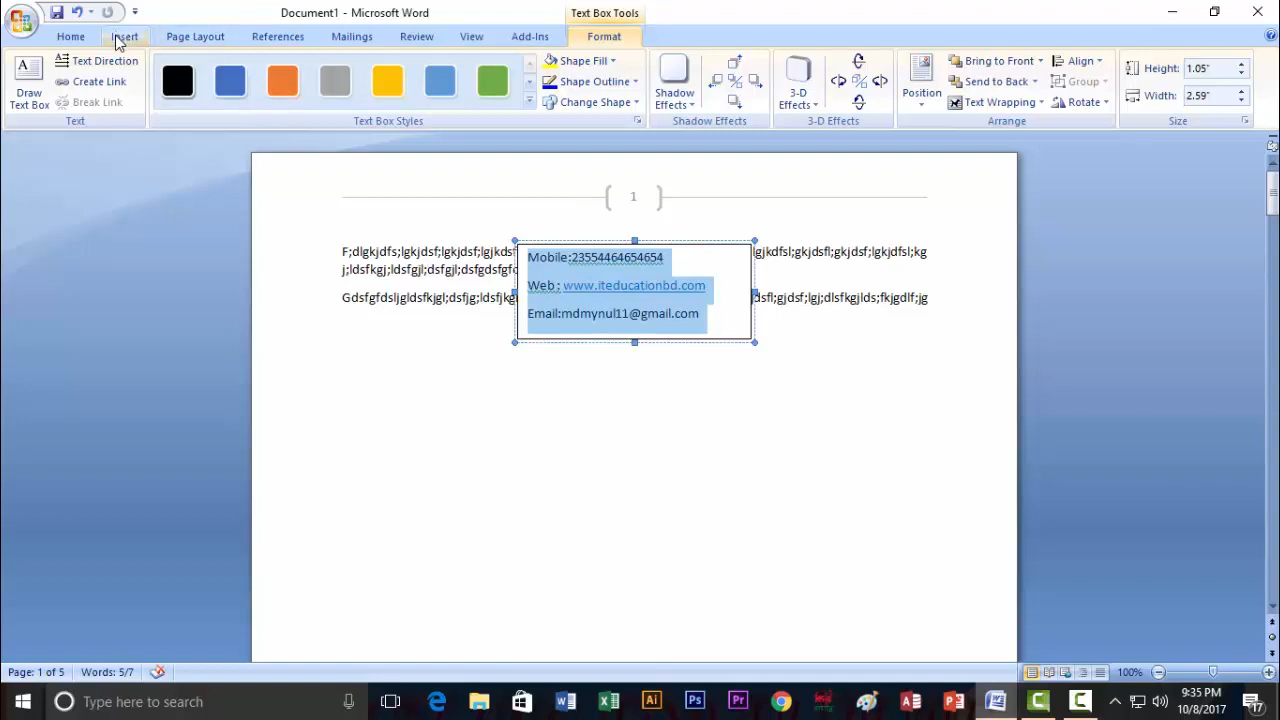 Document1 - Microsoft Word
Text Box Tools
Home Insert Page Layout References Mailings Review View Add-Ins Format
Draw Text Box
Text Direction
Create Link
Break Link
Text
Text Box Styles
Shape Fill
Shape Outline
Change Shape
Shadow Effects
Shadow Effects
3-D Effects
3-D Effects
Position
Bring to Front
Send to Back
Text Wrapping
Align
Group
Rotate
Arrange
Height: 1.05"
Width: 2.59"
Size
1
Mobile:23554464654654
Web : www.iteducationbd.com
Email:mdmynul11@gmail.com
Page: 1 of 5 Words: 5/7 100%
Type here to search
9:35 PM
10/8/2017
17